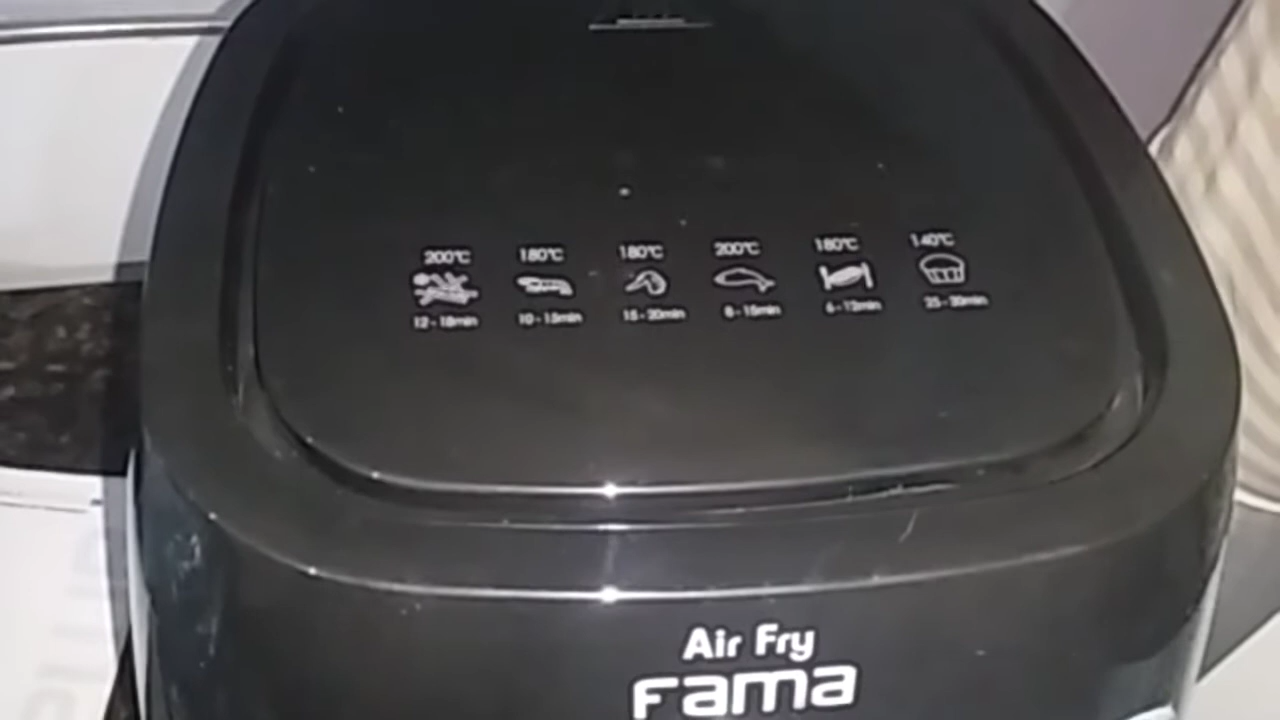 200℃ 180℃ 180℃ 200℃ 180℃ 140℃
12-18min 10-15min 15-20min 8-15min 6-12min 25-30min
Air Fry
Fama